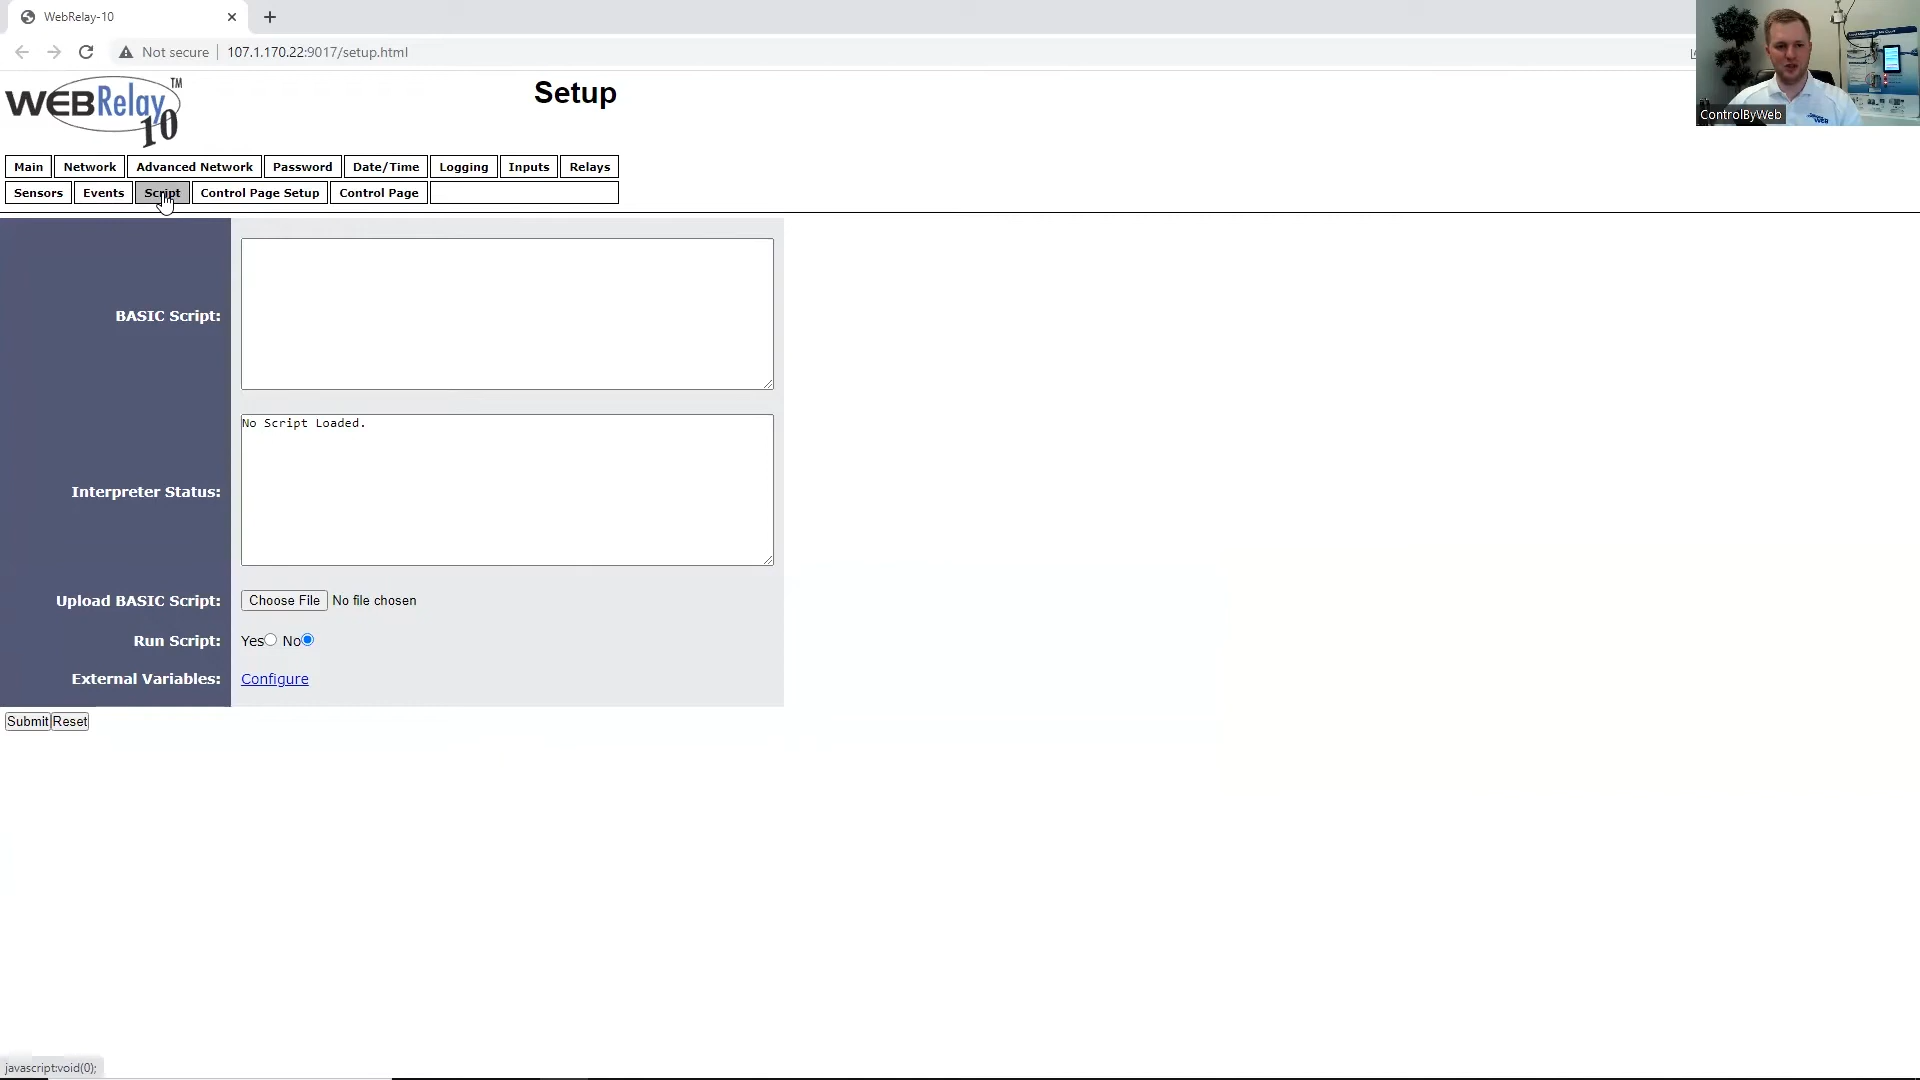 WebRelay-10
Not secure
107.1.170.22:9017/setup.html
WEBRelay 10 TM
Setup
ControlByWeb
Main Network Advanced Network Password Date/Time Logging Inputs Relays
Sensors Events Script Control Page Setup Control Page
BASIC Script:
No Script Loaded.
Interpreter Status:
Upload BASIC Script: Choose File No file chosen
Run Script: Yes No
External Variables: Configure
Submit Reset
javascript:void(0);